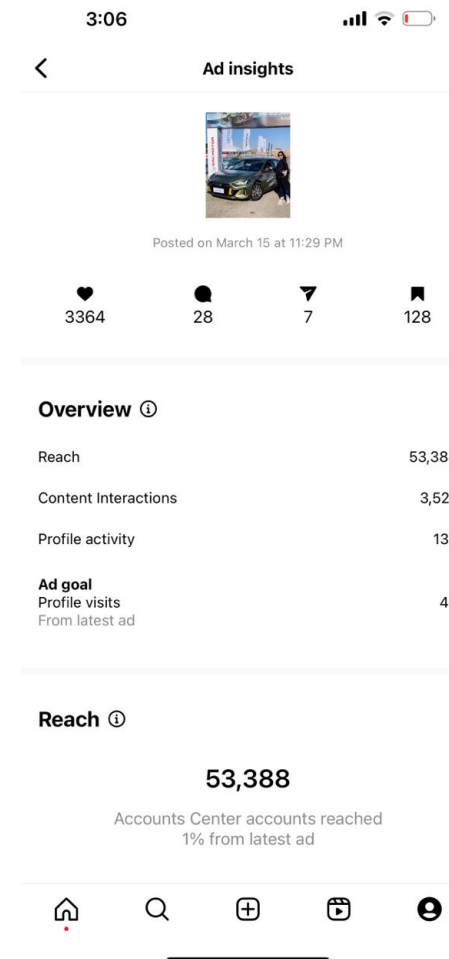 3:06
Ad insights
Posted on March 15 at 11:29 PM
3364
28
7
128
Overview
Reach
53,38
Content Interactions
3,52
Profile activity
13
Ad goal
Profile visits
4
From latest ad
Reach
53,388
Accounts Center accounts reached
1% from latest ad